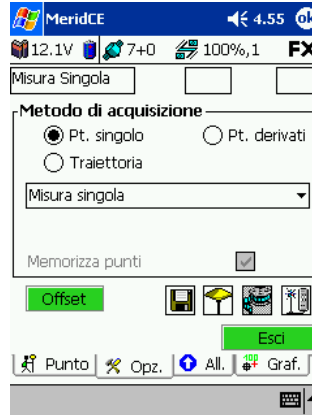 MeridCE 4.55 ok
12.1V 7+0 100%,1 FX
Misura Singola
Metodo di acquisizione
Pt. singolo Pt. derivati
Traiettoria
Misura singola
Memorizza punti
Offset
Esci
Punto Opz. All. Graf.